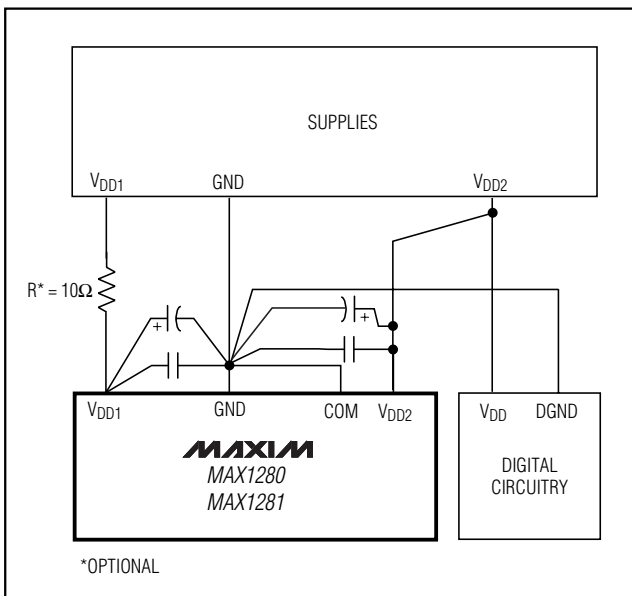 SUPPLIES
VDD1 GND VDD2
R* = 10Ω
+ +
VDD1 GND COM VDD2 VDD DGND
MAXIM
MAX1280
MAX1281
DIGITAL
CIRCUITRY
*OPTIONAL